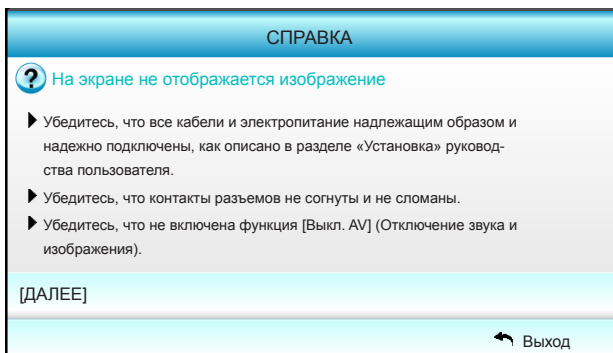 СПРАВКА
? На экране не отображается изображение
Убедитесь, что все кабели и электропитание надлежащим образом и
надежно подключены, как описано в разделе «Установка» руковод-
ства пользователя.
Убедитесь, что контакты разъемов не согнуты и не сломаны.
Убедитесь, что не включена функция [Выкл. AV] (Отключение звука и
изображения).
[ДАЛЕЕ]
Выход